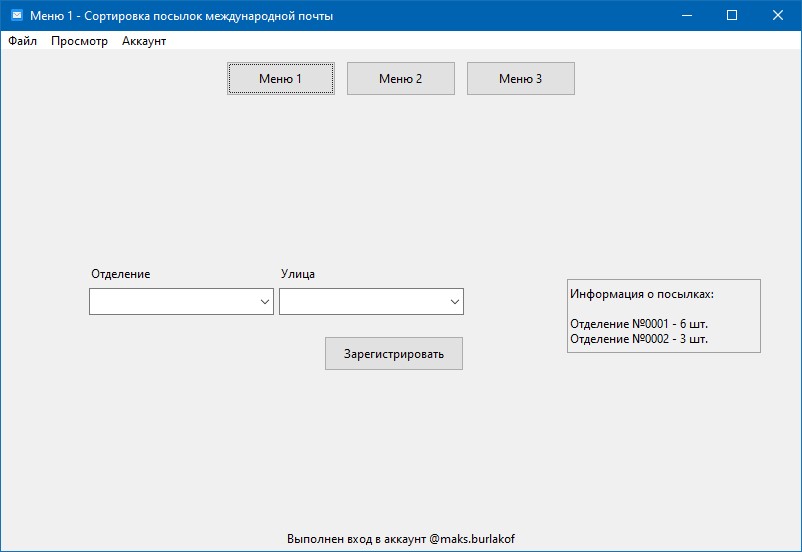 Меню 1 - Сортировка посылок международной почты
Файл Просмотр Аккаунт
Меню 1 Меню 2 Меню 3
Отделение Улица
Зарегистрировать
Информация о посылках:
Отделение №0001 - 6 шт.
Отделение №0002 - 3 шт.
Выполнен вход в аккаунт @maks.burlakof